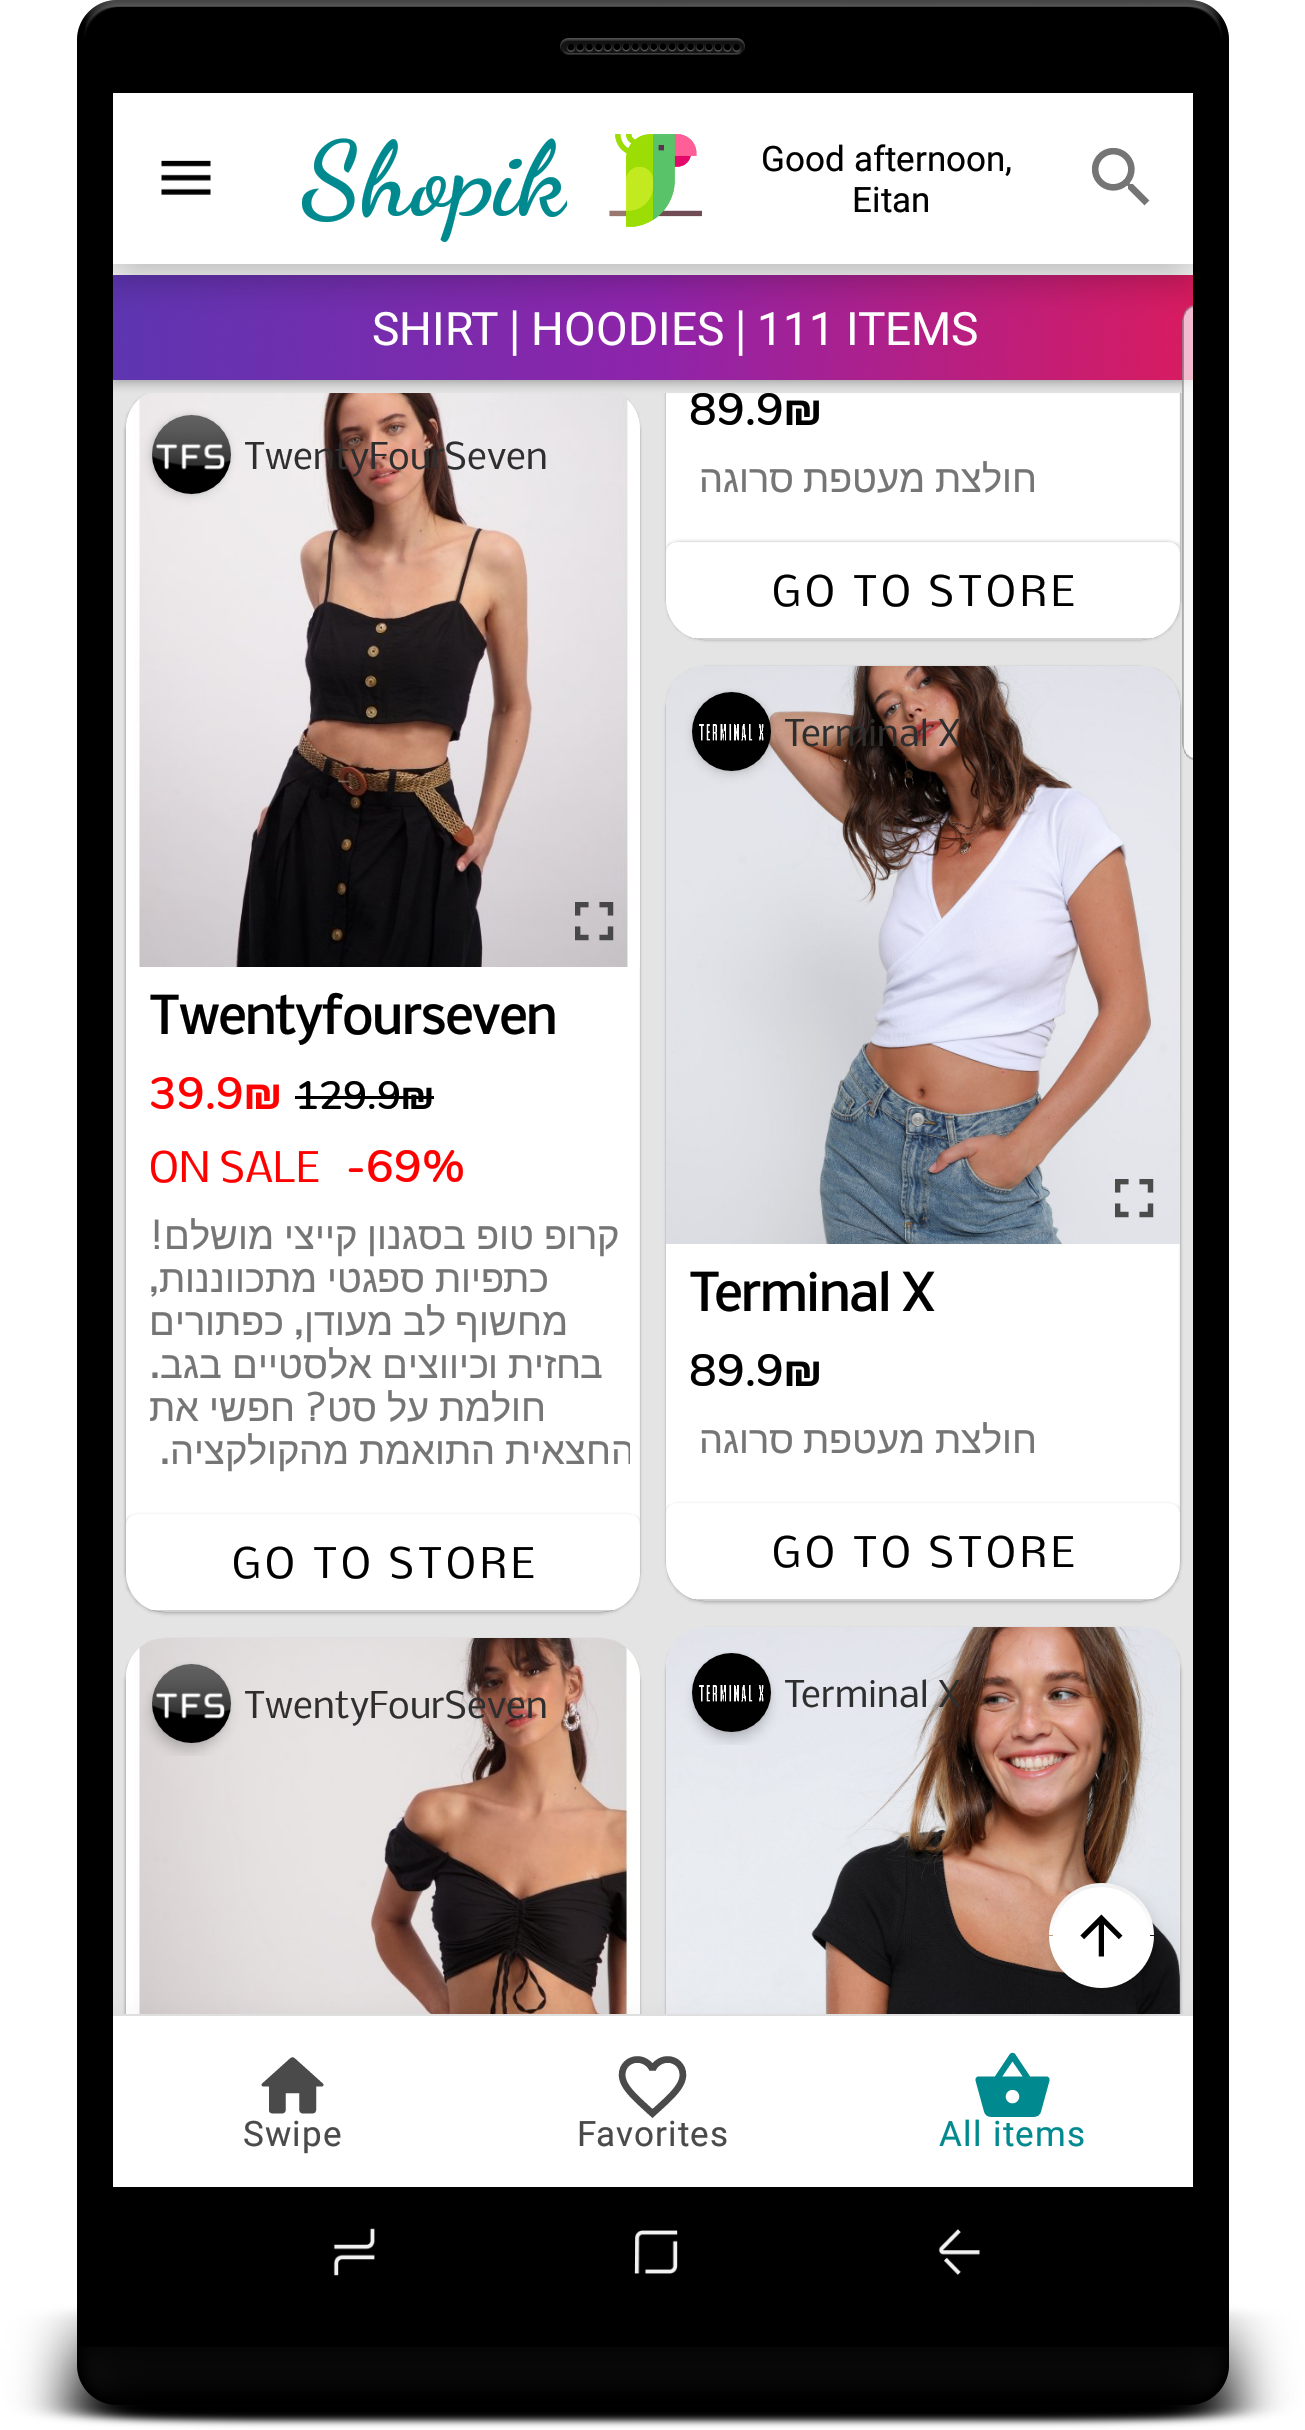 Shopik
Good afternoon,
Eitan
SHIRT | HOODIES | 111 ITEMS
TFS TwentyFourSeven
Twentyfourseven
39.9₪ 129.9₪
ON SALE -69%
קרופ טופ בסגנון קייצי מושלם!
כתפיות ספגטי מתכווננות,
מחשוף לב מעודן, כפתורים
בחזית וכיווצים אלסטיים בגב.
חולמת על סט? חפשי את
החצאית התואמת מהקולקציה.
GO TO STORE
TFS TwentyFourSeven
89.9₪
חולצת מעטפת סרוגה
GO TO STORE
TERMINAL X Terminal X
Terminal X
89.9₪
חולצת מעטפת סרוגה
GO TO STORE
TERMINAL X Terminal X
Swipe
Favorites
All items